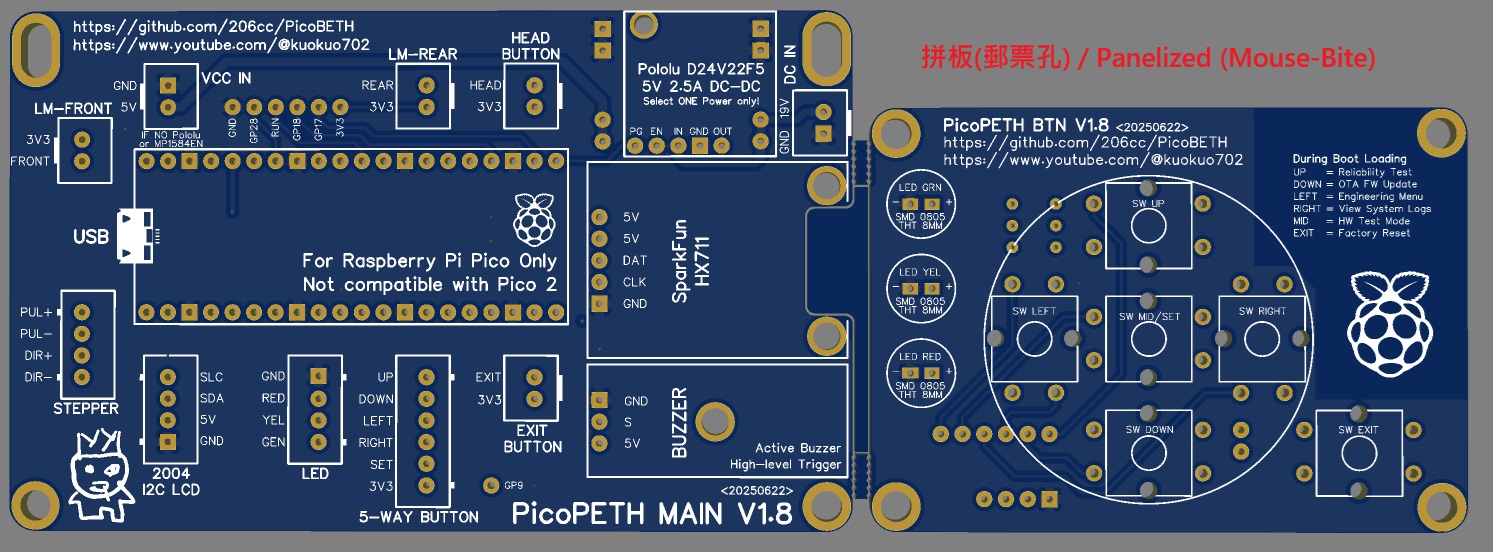 https://github.com/206cc/PicoBETH
https://www.youtube.com/@kuokuo702
VCC IN
GND
5V
IF NO Pololu
or MP1584EN
LM-FRONT
3V3
FRONT
GND
GP28
RUN
GP18
GP17
3V3
LM-REAR
REAR
3V3
HEAD
BUTTON
HEAD
3V3
Pololu D24V22F5
5V 2.5A DC-DC
Select ONE Power only!
PG EN IN GND OUT
DC IN
19V
GND
USB
For Raspberry Pi Pico Only
Not compatible with Pico 2
5V
5V
DAT
CLK
GND
SparkFun
HX711
PUL+
PUL-
DIR+
DIR-
STEPPER
SLC
SDA
5V
GND
2004
I2C LCD
GND
RED
YEL
GEN
LED
UP
DOWN
LEFT
RIGHT
SET
3V3
5-WAY BUTTON
EXIT
3V3
EXIT
BUTTON
GP9
GND
S
5V
BUZZER
Active Buzzer
High-level Trigger
<20250622>
PicoPETH MAIN V1.8
拼板(郵票孔) / Panelized (Mouse-Bite)
PicoPETH BTN V1.8 <20250622>
https://github.com/206cc/PicoBETH
https://www.youtube.com/@kuokuo702
During Boot Loading
UP = Reliability Test
DOWN = OTA FW Update
LEFT = Engineering Menu
RIGHT = View System Logs
MID = HW Test Mode
EXIT = Factory Reset
LED GRN
- +
SMD 0805
THT 8MM
LED YEL
- +
SMD 0805
THT 8MM
LED RED
- +
SMD 0805
THT 8MM
SW UP
SW LEFT
SW MID/SET
SW RIGHT
SW DOWN
SW EXIT